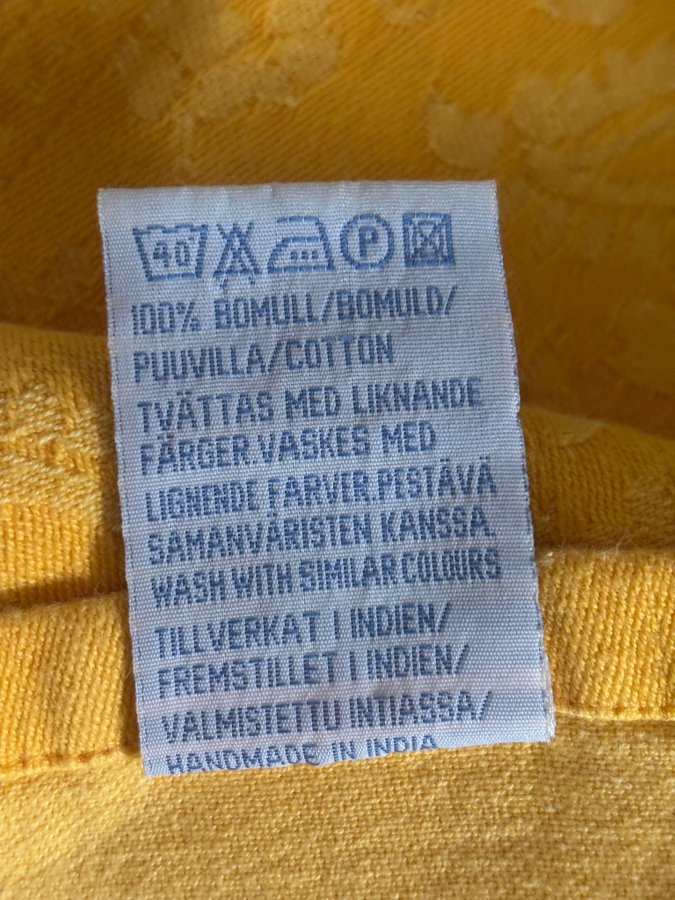 40 P
100% BOMULL/BOMULD/
PUUVILLA/COTTON
TVÄTTAS MED LIKNANDE
FÄRGER.VASKES MED
LIGNENDE FARVER.PESTÄVÄ
SAMANVÄRISTEN KANSSA.
WASH WITH SIMILAR COLOURS
TILLVERKAT I INDIEN/
FREMSTILLET I INDIEN/
VALMISTETTU INTIASSA/
HANDMADE IN INDIA